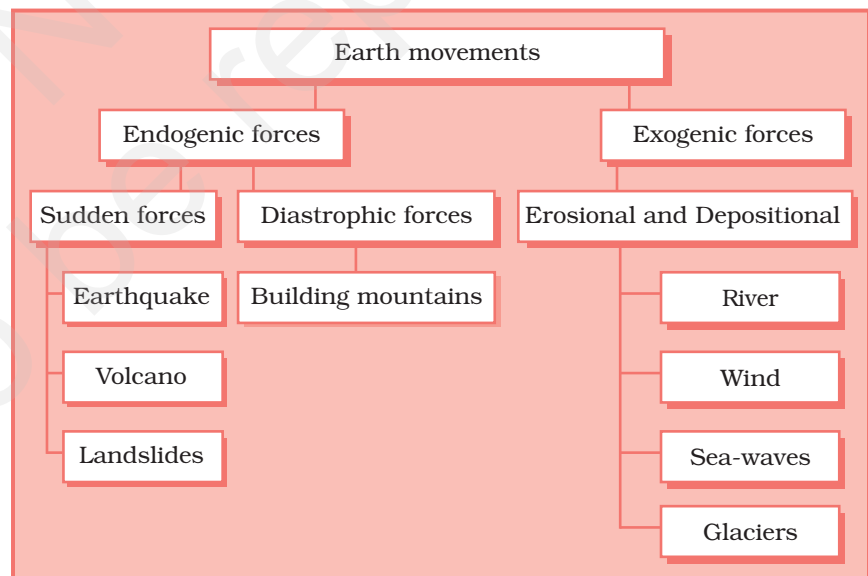 Earth movements
Endogenic forces
Exogenic forces
Sudden forces
Diastrophic forces
Erosional and Depositional
Earthquake
Building mountains
River
Volcano
Wind
Landslides
Sea-waves
Glaciers